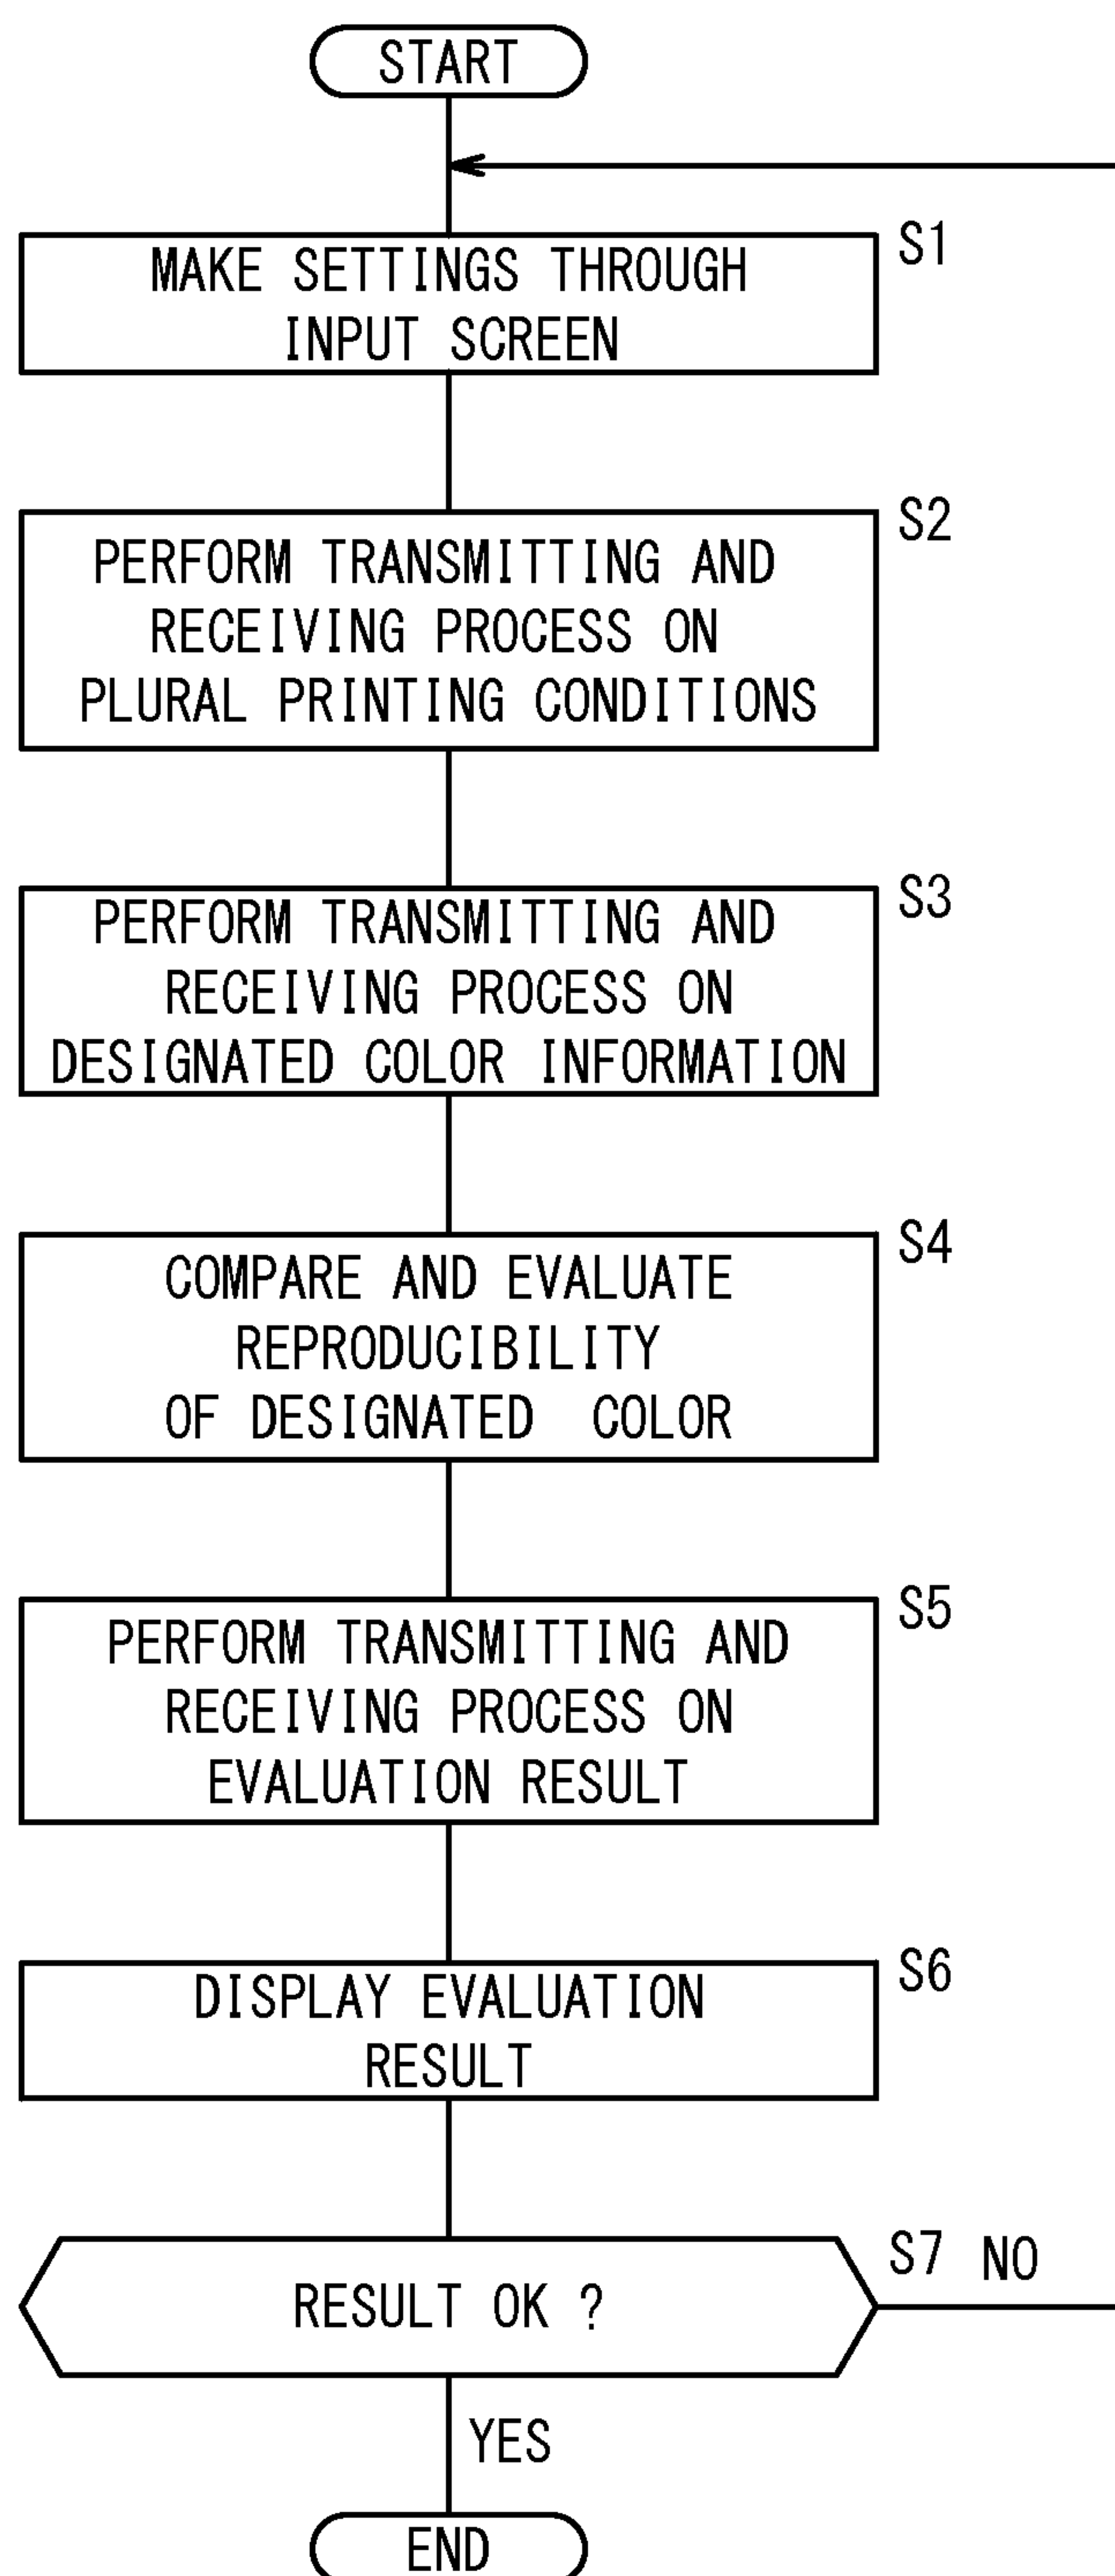 START
S1
MAKE SETTINGS THROUGH
INPUT SCREEN
S2
PERFORM TRANSMITTING AND
RECEIVING PROCESS ON
PLURAL PRINTING CONDITIONS
S3
PERFORM TRANSMITTING AND
RECEIVING PROCESS ON
DESIGNATED COLOR INFORMATION
S4
COMPARE AND EVALUATE
REPRODUCIBILITY
OF DESIGNATED COLOR
S5
PERFORM TRANSMITTING AND
RECEIVING PROCESS ON
EVALUATION RESULT
S6
DISPLAY EVALUATION
RESULT
S7 NO
RESULT OK ?
YES
END